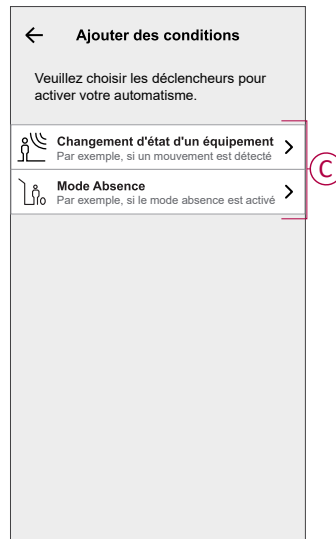 Ajouter des conditions
Veuillez choisir les déclencheurs pour
activer votre automatisme.
Changement d'état d'un équipement
Par exemple, si un mouvement est détecté
Mode Absence
Par exemple, si le mode absence est activé
C